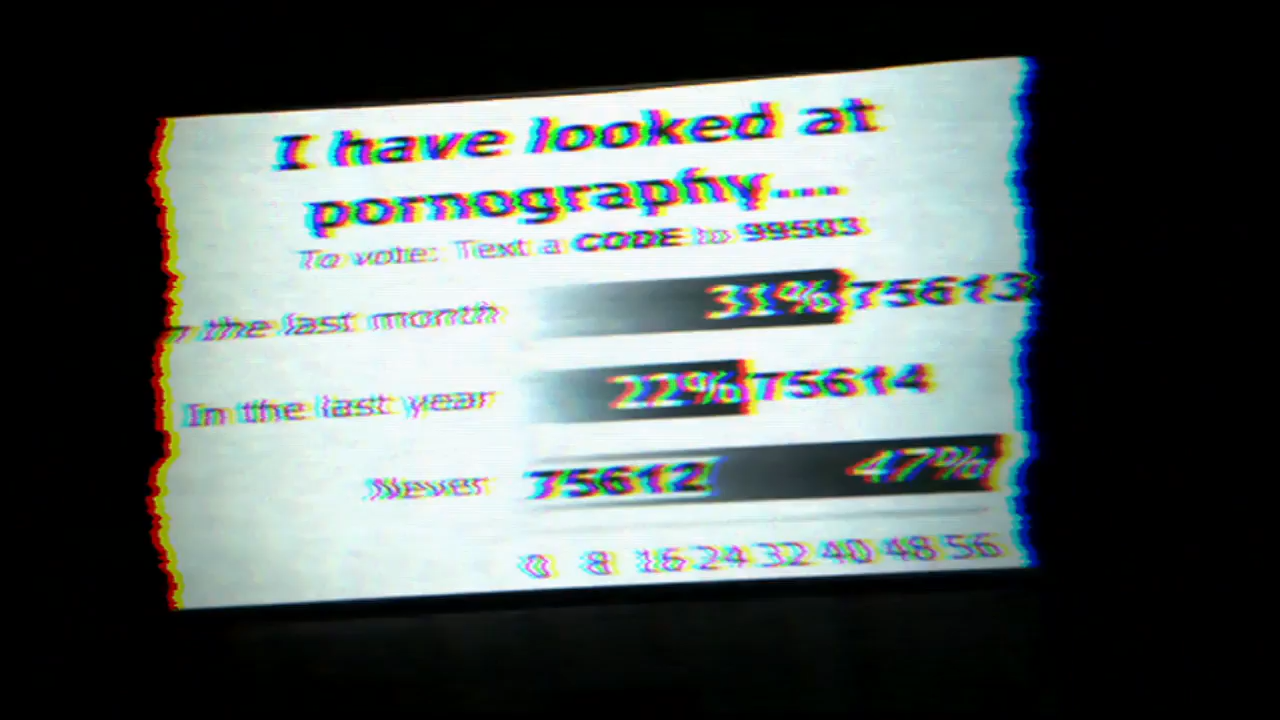 I have looked at
pornography....
To vote: Text a CODE to 99503
n the last month 31% 75613
In the last year 22% 75614
Never 75612 47%
0 8 16 24 32 40 48 56